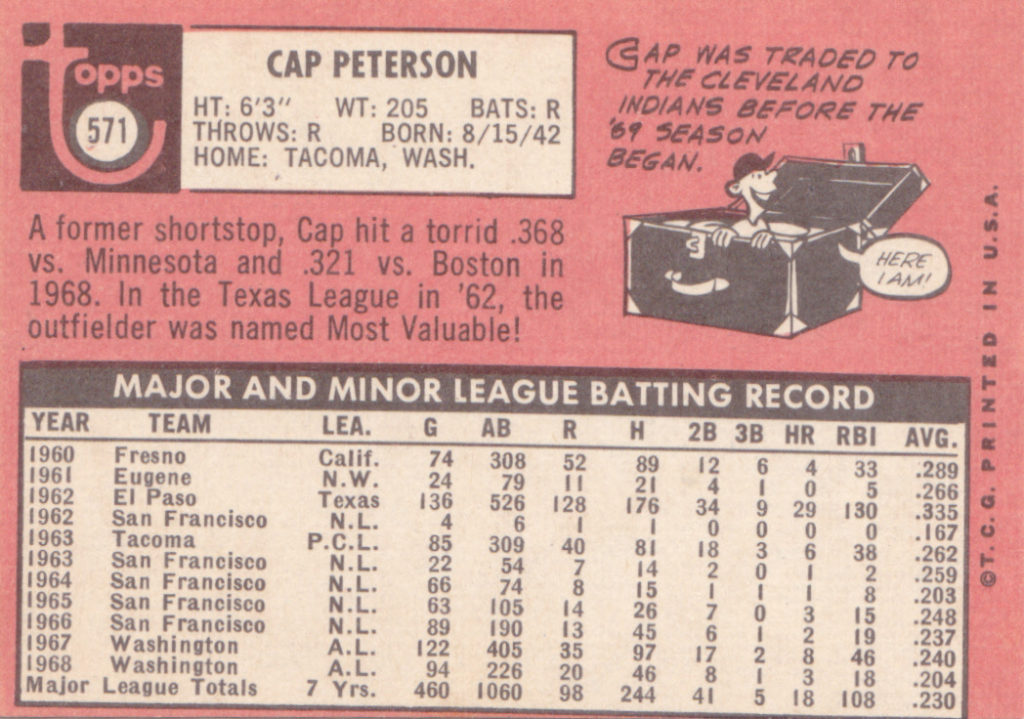 Topps
571
CAP PETERSON
HT: 6'3" WT: 205 BATS: R
THROWS: R BORN: 8/15/42
HOME: TACOMA, WASH.
CAP WAS TRADED TO
THE CLEVELAND
INDIANS BEFORE THE
'69 SEASON
BEGAN.
HERE
I AM!
A former shortstop, Cap hit a torrid .368
vs. Minnesota and .321 vs. Boston in
1968. In the Texas League in '62, the
outfielder was named Most Valuable!
MAJOR AND MINOR LEAGUE BATTING RECORD
YEAR TEAM LEA. G AB R H 2B 3B HR RBI AVG.
1960 Fresno Calif. 74 308 52 89 12 6 4 33 .289
1961 Eugene N.W. 24 79 11 21 4 1 0 5 .266
1962 El Paso Texas 136 526 128 176 34 9 29 130 .335
1962 San Francisco N.L. 4 6 1 1 0 0 0 0 .167
1963 Tacoma P.C.L. 85 309 40 81 18 3 6 38 .262
1963 San Francisco N.L. 22 54 7 14 2 0 1 2 .259
1964 San Francisco N.L. 66 74 8 15 1 1 1 8 .203
1965 San Francisco N.L. 63 105 14 26 7 0 3 15 .248
1966 San Francisco N.L. 89 190 13 45 6 1 2 19 .237
1967 Washington A.L. 122 405 35 97 17 2 8 46 .240
1968 Washington A.L. 94 226 20 46 8 1 3 18 .204
Major League Totals 7 Yrs. 460 1060 98 244 41 5 18 108 .230
©T. C. G. PRINTED IN U.S.A.